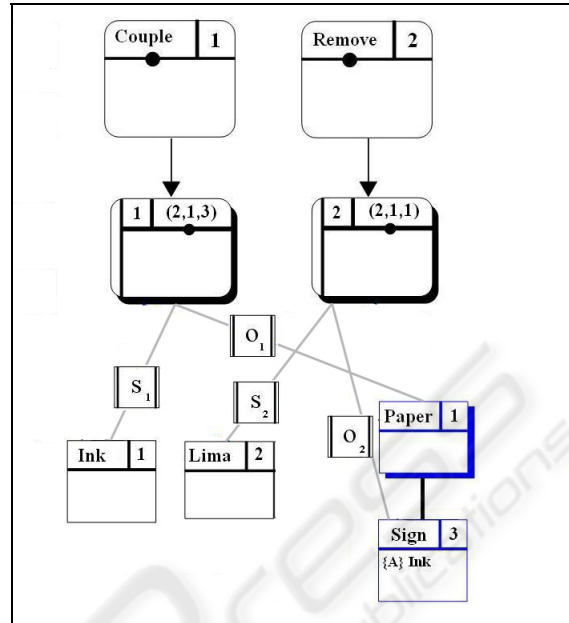 Couple 1
Remove 2
1 (2,1,3)
2 (2,1,1)
O1
S1
S2
O2
Paper 1
Ink 1
Lima 2
Sign 3
{A} Ink